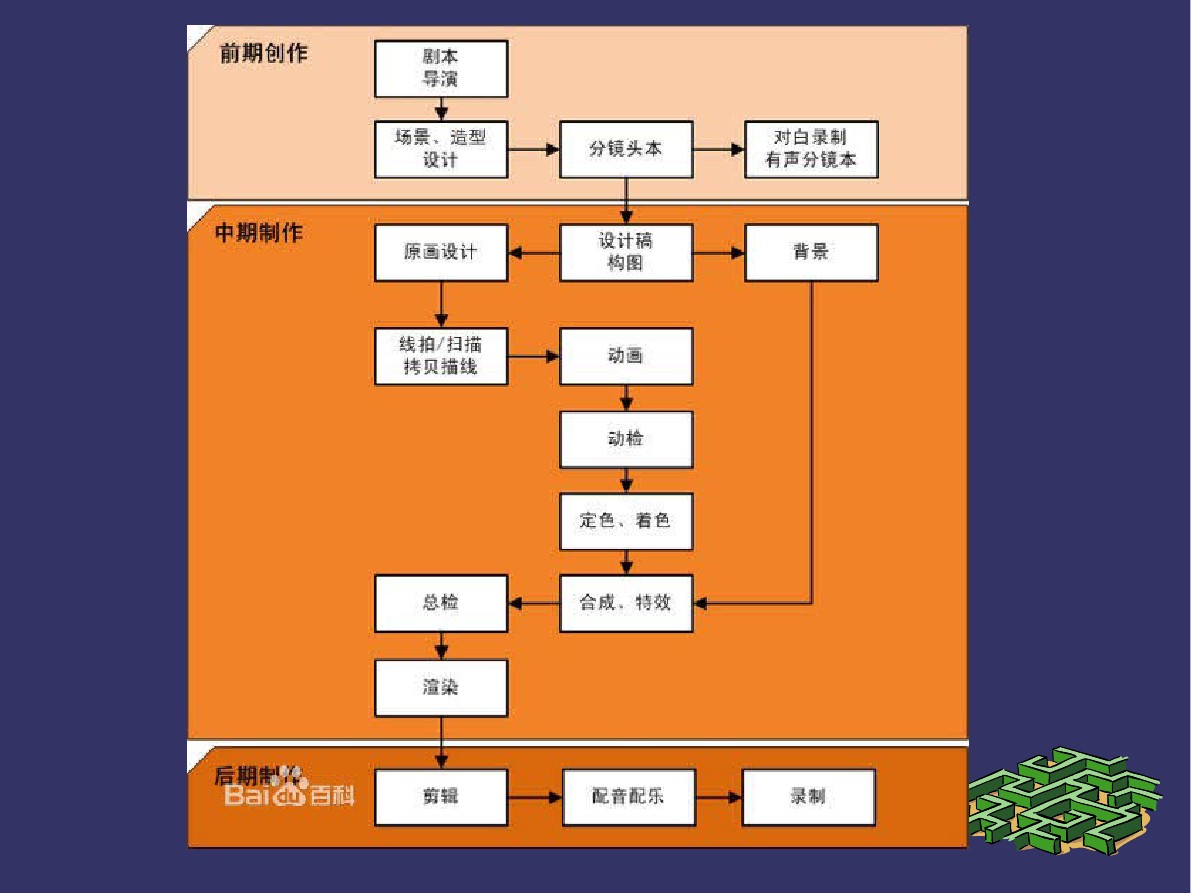 前期创作
剧本
导演
场景、造型
设计
分镜头本
对白录制
有声分镜本
中期制作
原画设计
设计稿
构图
背景
线拍/扫描
拷贝描线
动画
动检
定色、着色
总检
合成、特效
渲染
后期制作
Baidu百科
剪辑
配音配乐
录制